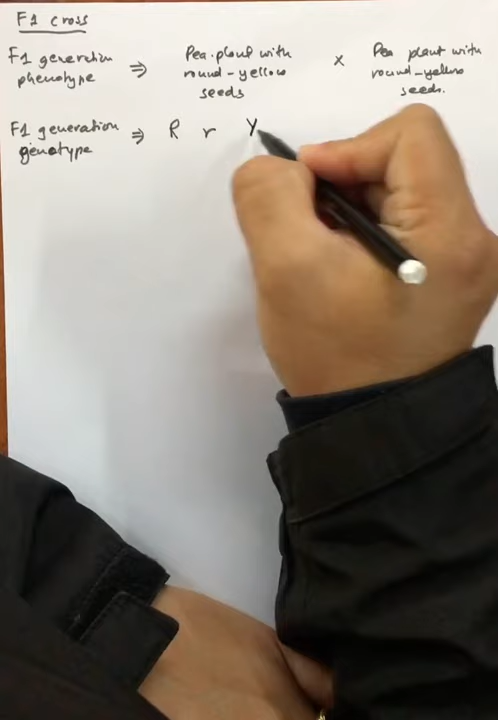 F1 cross
F1 generation phenotype ⇒ Pea plant with round-yellow seeds × Pea plant with round-yellow seeds.
F1 generation genotype ⇒ R r Y